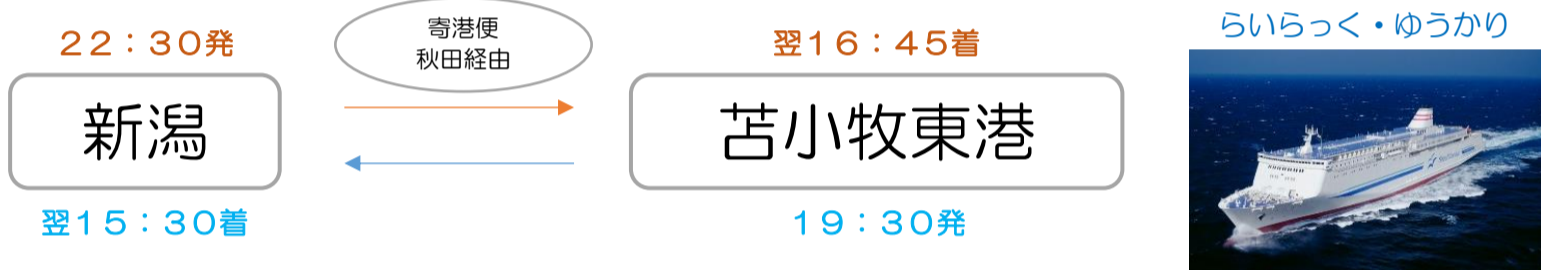 22：30発
寄港便
秋田経由
翌16：45着
らいらっく・ゆうかり
新潟
苫小牧東港
翌15：30着
19：30発